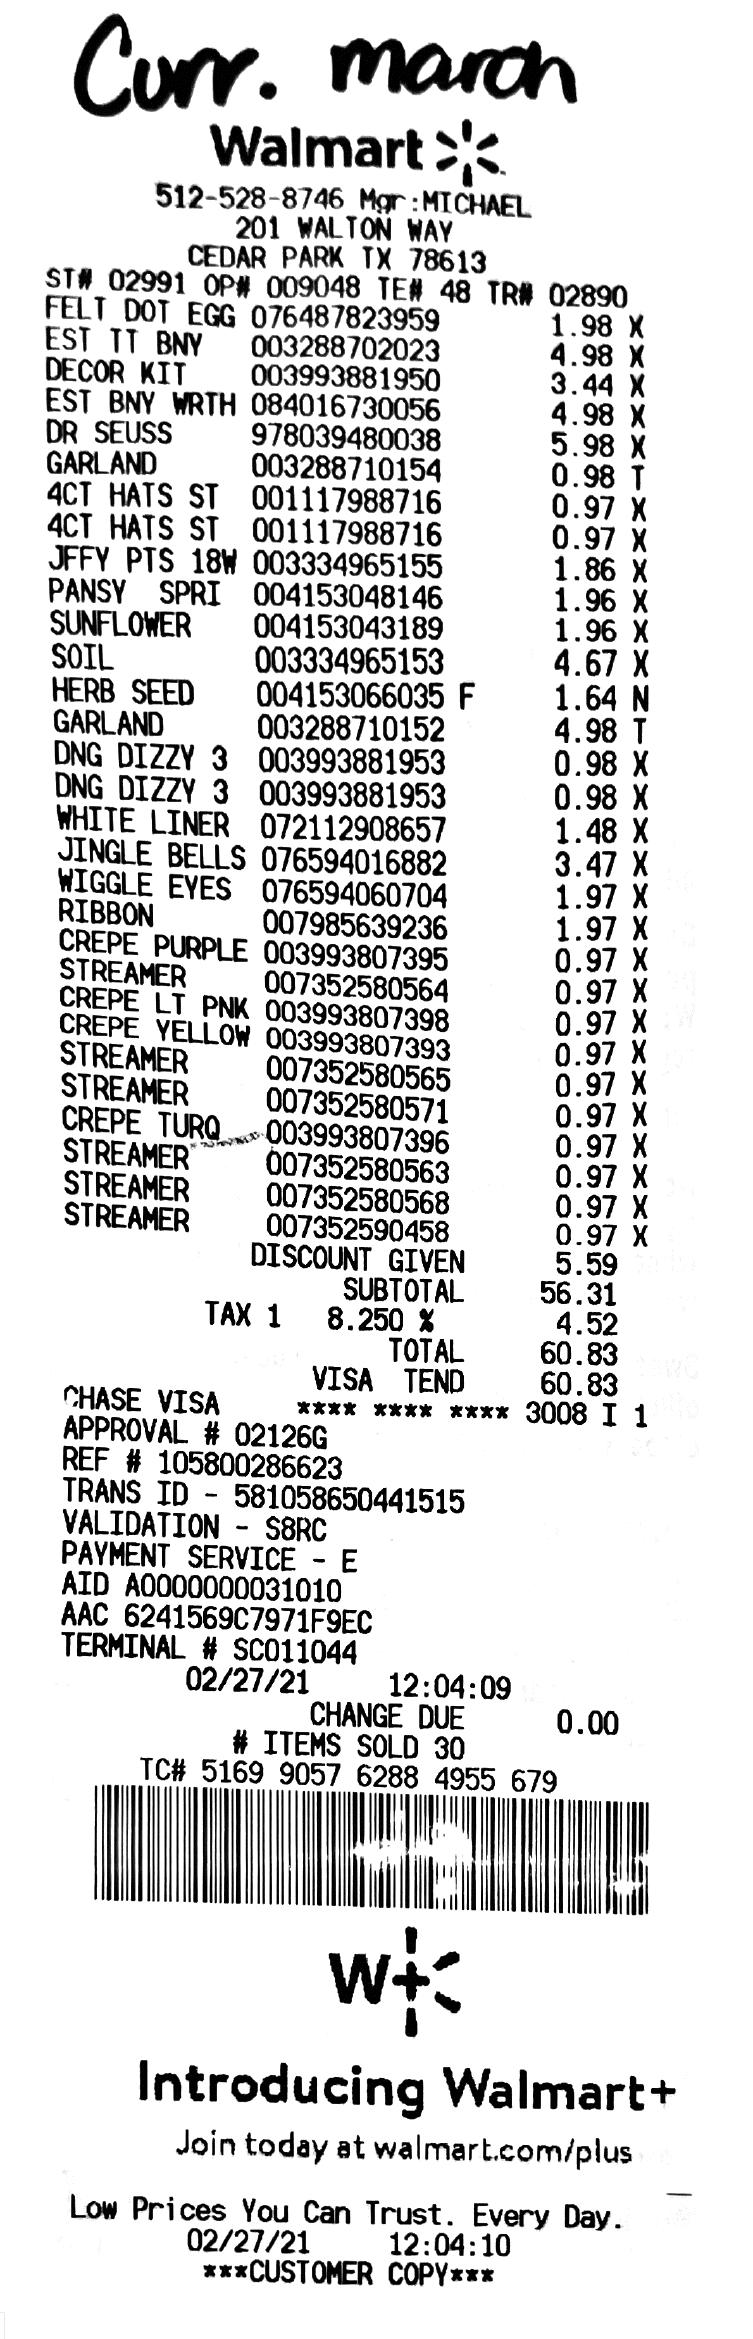 Curr. march
Walmart
512-528-8746 Mgr:MICHAEL
201 WALTON WAY
CEDAR PARK TX 78613
ST# 02991 OP# 009048 TE# 48 TR# 02890
FELT DOT EGG 076487823959 1.98 X
EST TT BNY 003288702023 4.98 X
DECOR KIT 003993881950 3.44 X
EST BNY WRTH 084016730056 4.98 X
DR SEUSS 978039480038 5.98 X
GARLAND 003288710154 0.98 T
4CT HATS ST 001117988716 0.97 X
4CT HATS ST 001117988716 0.97 X
JFFY PTS 18W 003334965155 1.86 X
PANSY SPRI 004153048146 1.96 X
SUNFLOWER 004153043189 1.96 X
SOIL 003334965153 4.67 X
HERB SEED 004153066035 F 1.64 N
GARLAND 003288710152 4.98 T
DNG DIZZY 3 003993881953 0.98 X
DNG DIZZY 3 003993881953 0.98 X
WHITE LINER 072112908657 1.48 X
JINGLE BELLS 076594016882 3.47 X
WIGGLE EYES 076594060704 1.97 X
RIBBON 007985639236 1.97 X
CREPE PURPLE 003993807395 0.97 X
STREAMER 007352580564 0.97 X
CREPE LT PNK 003993807398 0.97 X
CREPE YELLOW 003993807393 0.97 X
STREAMER 007352580565 0.97 X
STREAMER 007352580571 0.97 X
CREPE TURQ 003993807396 0.97 X
STREAMER 007352580563 0.97 X
STREAMER 007352580568 0.97 X
STREAMER 007352590458 0.97 X
DISCOUNT GIVEN 5.59
SUBTOTAL 56.31
TAX 1 8.250 % 4.52
TOTAL 60.83
VISA TEND 60.83
CHASE VISA **** **** **** 3008 I 1
APPROVAL # 02126G
REF # 105800286623
TRANS ID - 581058650441515
VALIDATION - S8RC
PAYMENT SERVICE - E
AID A0000000031010
AAC 6241569C7971F9EC
TERMINAL # SC011044
02/27/21 12:04:09
CHANGE DUE 0.00
# ITEMS SOLD 30
TC# 5169 9057 6288 4955 679
W+
Introducing Walmart+
Join today at walmart.com/plus
Low Prices You Can Trust. Every Day.
02/27/21 12:04:10
***CUSTOMER COPY***